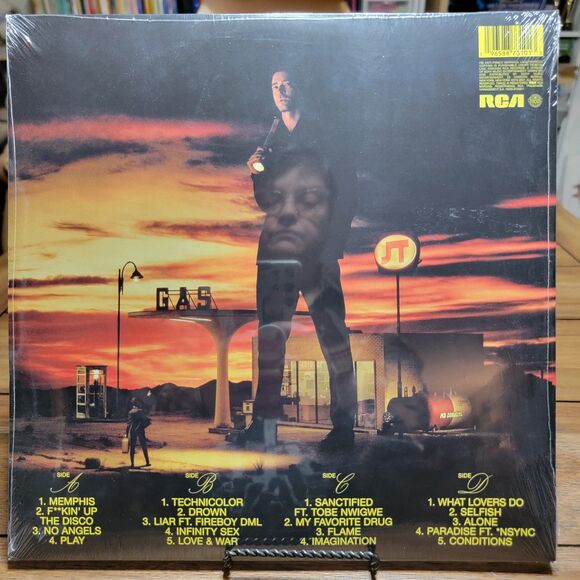 RCA
JT
GAS
SIDE A
1. MEMPHIS
2. F**KIN' UP
THE DISCO
3. NO ANGELS
4. PLAY
SIDE B
1. TECHNICOLOR
2. DROWN
3. LIAR FT. FIREBOY DML
4. INFINITY SEX
5. LOVE & WAR
SIDE C
1. SANCTIFIED
FT. TOBE NWIGWE
2. MY FAVORITE DRUG
3. FLAME
4. IMAGINATION
SIDE D
1. WHAT LOVERS DO
2. SELFISH
3. ALONE
4. PARADISE FT. *NSYNC
5. CONDITIONS